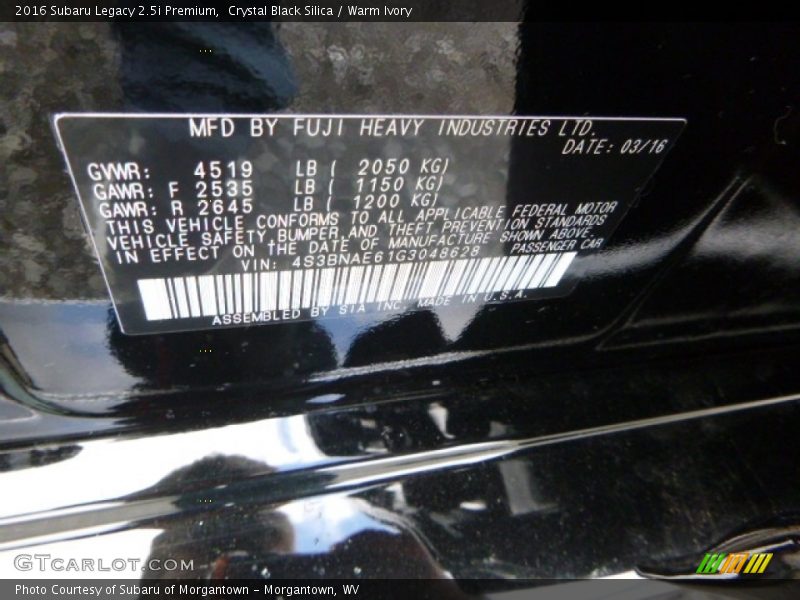 2016 Subaru Legacy 2.5i Premium,  Crystal Black Silica / Warm Ivory
MFD BY FUJI HEAVY INDUSTRIES LTD.
DATE: 03/16
GVWR: 4519 LB ( 2050 KG)
GAWR: F 2535 LB ( 1150 KG)
GAWR: R 2645 LB ( 1200 KG)
THIS VEHICLE CONFORMS TO ALL APPLICABLE FEDERAL MOTOR
VEHICLE SAFETY, BUMPER, AND THEFT PREVENTION STANDARDS
IN EFFECT ON THE DATE OF MANUFACTURE SHOWN ABOVE.
VIN: 4S3BNAE61G3048628 PASSENGER CAR
ASSEMBLED BY SIA INC. MADE IN U.S.A.
GTCARLOT.COM
Photo Courtesy of Subaru of Morgantown - Morgantown, WV